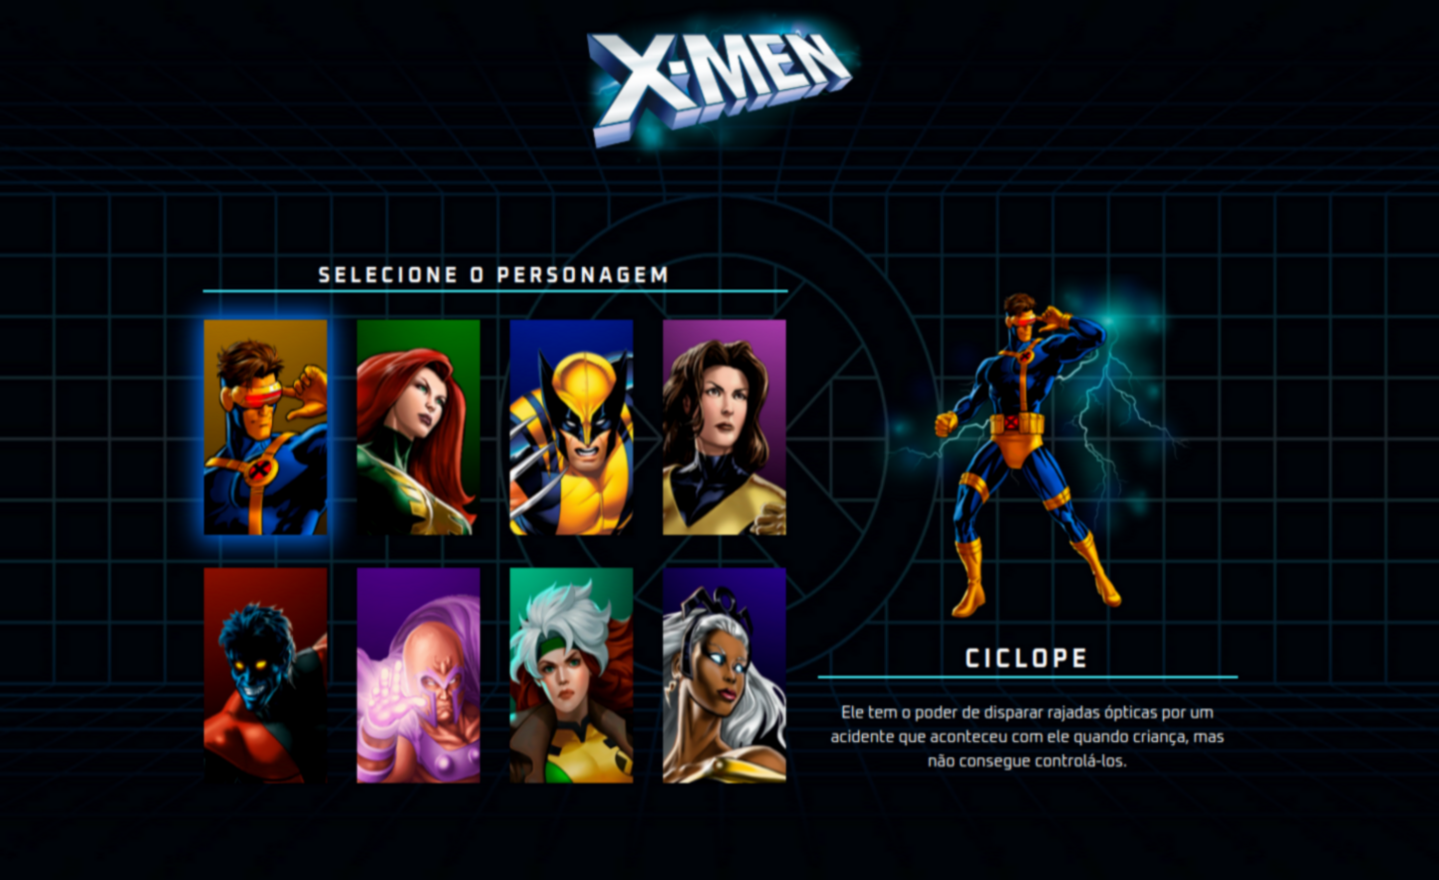 X-MEN
SELECIONE O PERSONAGEM
CICLOPE
Ele tem o poder de disparar rajadas ópticas por um
acidente que aconteceu com ele quando criança, mas
não consegue controlá-los.